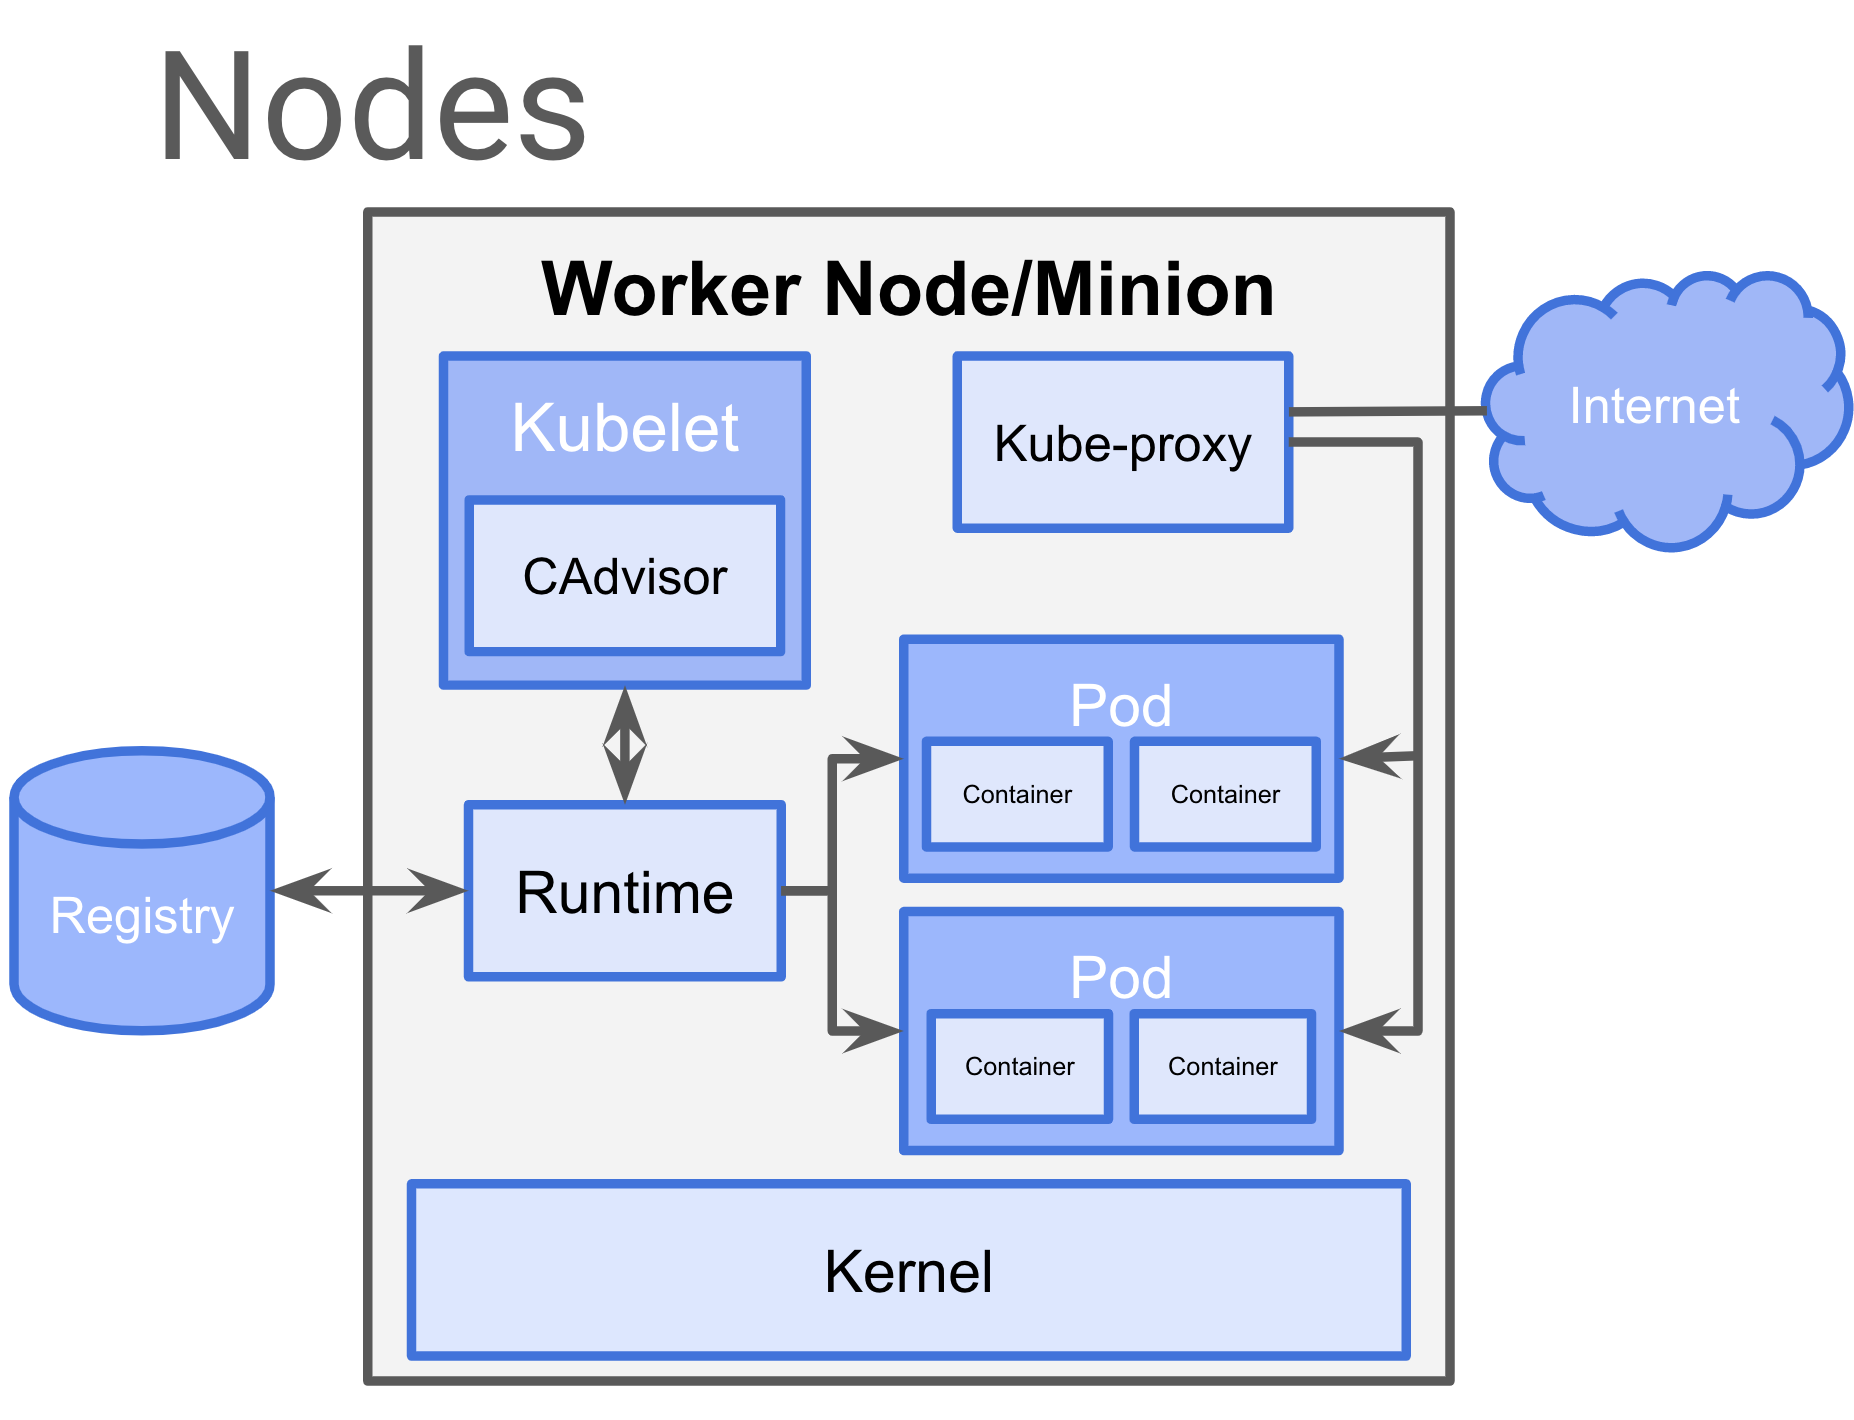 Nodes
Worker Node/Minion
Kubelet
CAdvisor
Kube-proxy
Internet
Registry
Runtime
Pod
Container
Container
Pod
Container
Container
Kernel